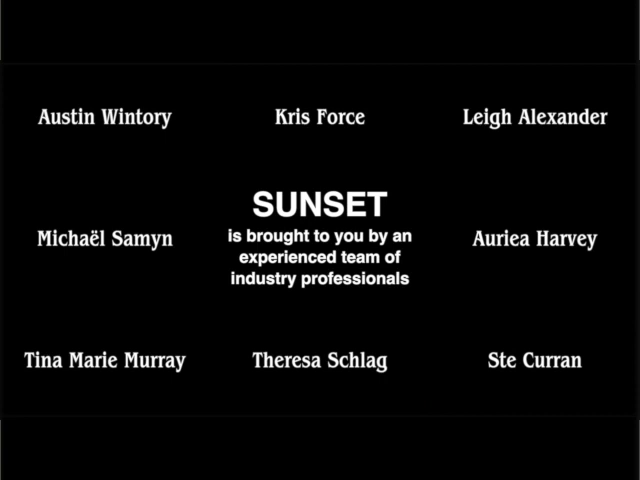 Austin Wintory
Kris Force
Leigh Alexander
SUNSET
is brought to you by an
experienced team of
industry professionals
Michaël Samyn
Auriea Harvey
Tina Marie Murray
Theresa Schlag
Ste Curran